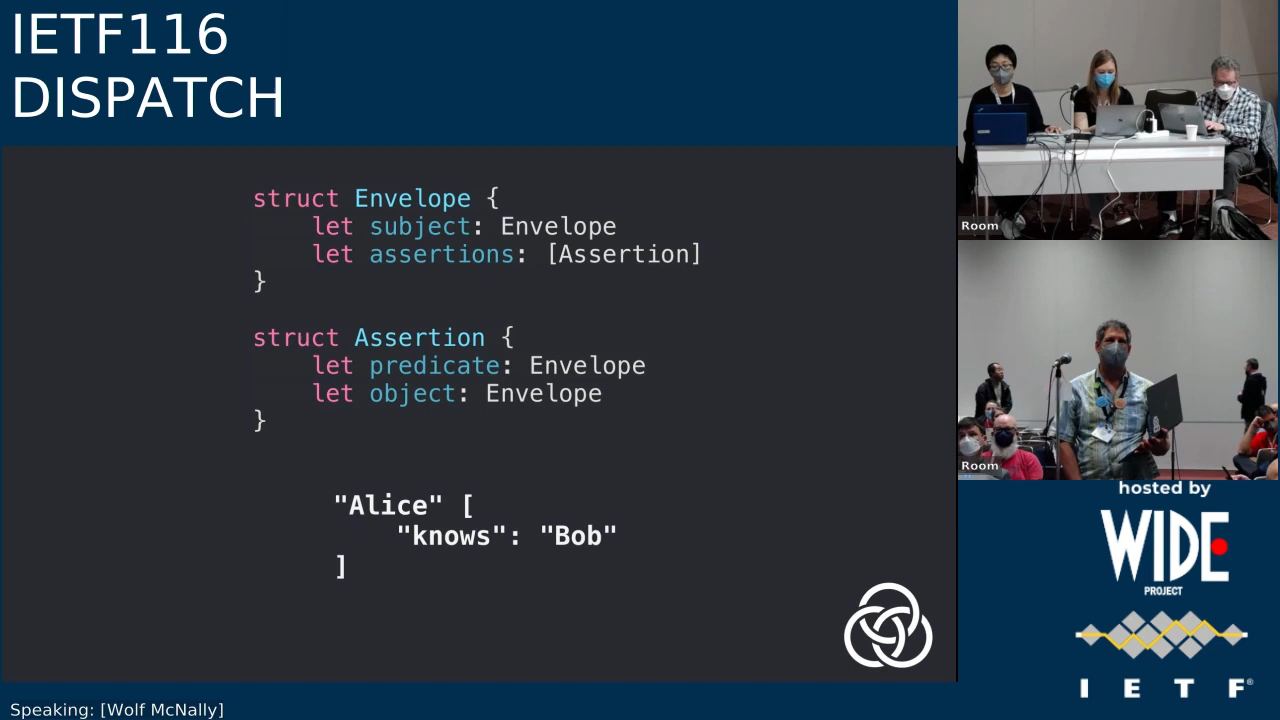 IETF116
DISPATCH
struct Envelope {
    let subject: Envelope
    let assertions: [Assertion]
}
struct Assertion {
    let predicate: Envelope
    let object: Envelope
}
"Alice" [
    "knows": "Bob"
]
Room
Room
hosted by
WIDE
PROJECT
I E T F®
Speaking: [Wolf McNally]